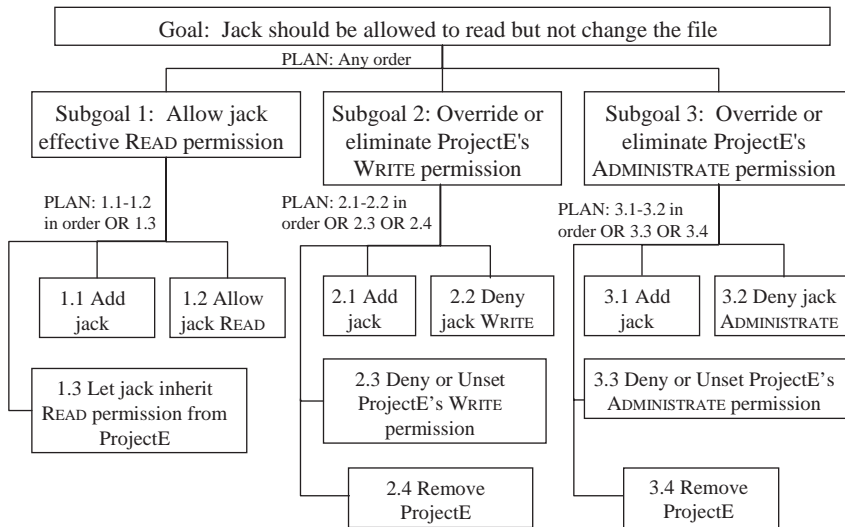 Goal: Jack should be allowed to read but not change the file
PLAN: Any order
Subgoal 1: Allow jack
effective READ permission
Subgoal 2: Override or
eliminate ProjectE's
WRITE permission
Subgoal 3: Override or
eliminate ProjectE's
ADMINISTRATE permission
PLAN: 1.1-1.2
in order OR 1.3
PLAN: 2.1-2.2 in
order OR 2.3 OR 2.4
PLAN: 3.1-3.2 in
order OR 3.3 OR 3.4
1.1 Add
jack
1.2 Allow
jack READ
2.1 Add
jack
2.2 Deny
jack WRITE
3.1 Add
jack
3.2 Deny jack
ADMINISTRATE
1.3 Let jack inherit
READ permission from
ProjectE
2.3 Deny or Unset
ProjectE's WRITE
permission
3.3 Deny or Unset ProjectE's
ADMINISTRATE permission
2.4 Remove
ProjectE
3.4 Remove
ProjectE